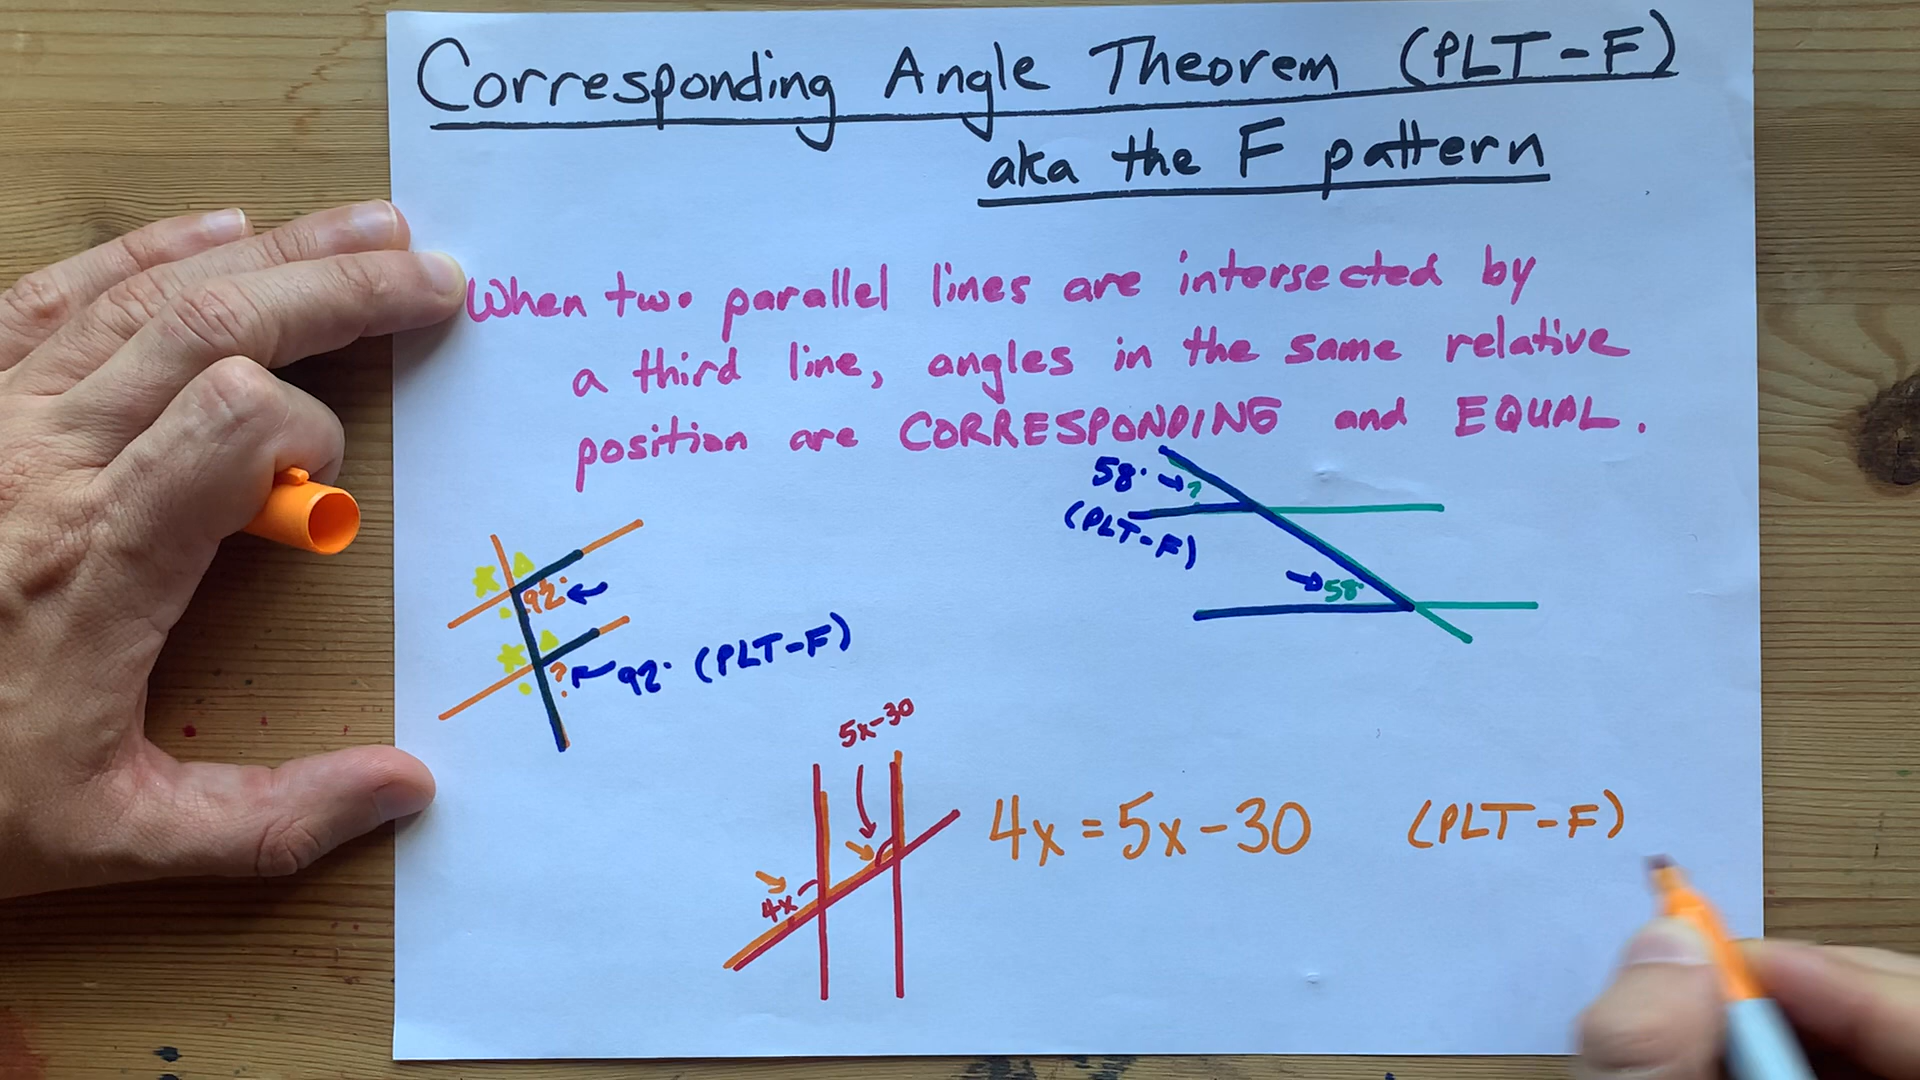 Corresponding Angle Theorem (PLT-F)
aka the F pattern
When two parallel lines are intersected by
a third line, angles in the same relative
position are CORRESPONDING and EQUAL.
58°
?
(PLT-F)
58°
92°
?
92° (PLT-F)
5x-30
4x
4x = 5x - 30 (PLT-F)